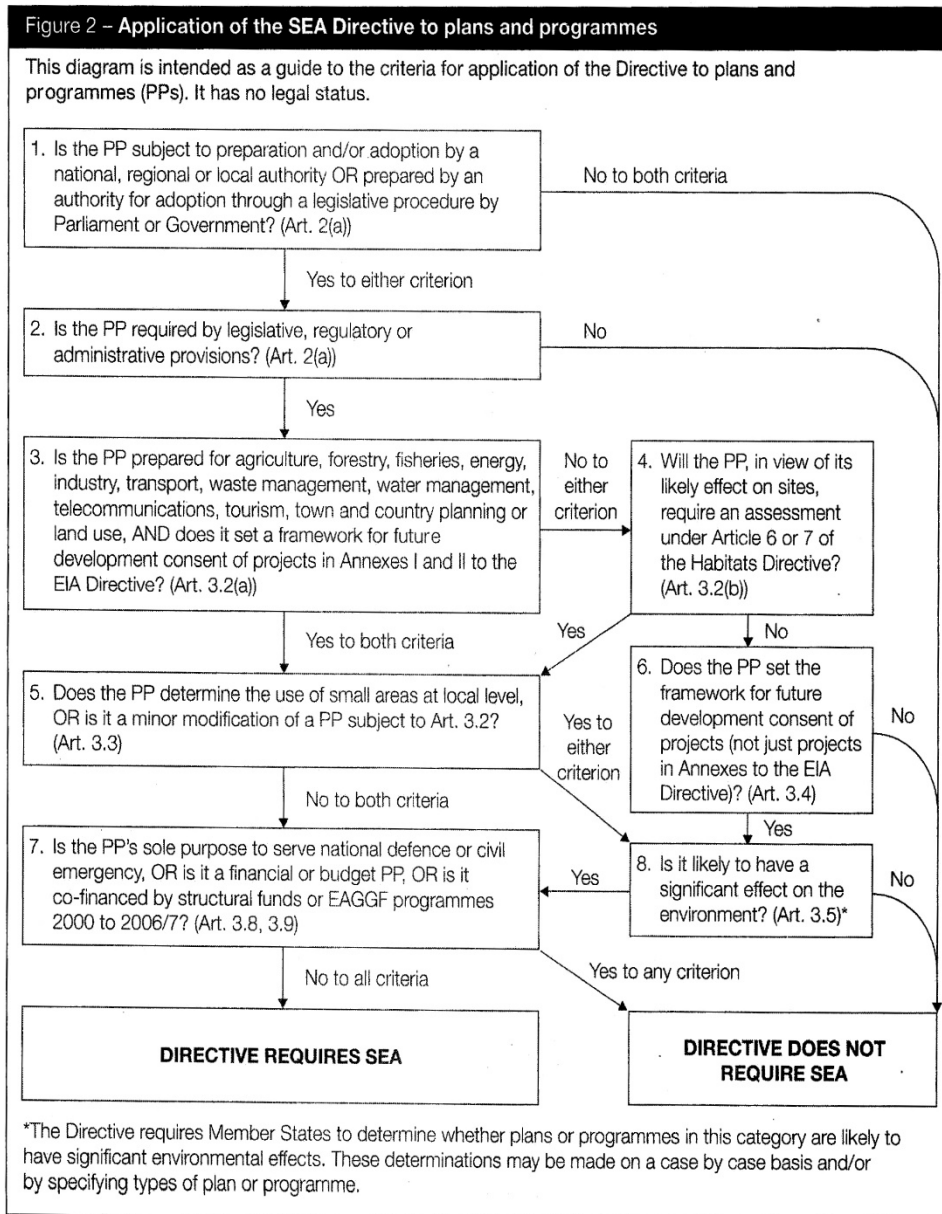 Figure 2 – Application of the SEA Directive to plans and programmes
This diagram is intended as a guide to the criteria for application of the Directive to plans and
programmes (PPs). It has no legal status.
1. Is the PP subject to preparation and/or adoption by a
national, regional or local authority OR prepared by an
authority for adoption through a legislative procedure by
Parliament or Government? (Art. 2(a))
No to both criteria
Yes to either criterion
2. Is the PP required by legislative, regulatory or
administrative provisions? (Art. 2(a))
No
Yes
3. Is the PP prepared for agriculture, forestry, fisheries, energy,
industry, transport, waste management, water management,
telecommunications, tourism, town and country planning or
land use, AND does it set a framework for future
development consent of projects in Annexes I and II to the
EIA Directive? (Art. 3.2(a))
No to
either
criterion
4. Will the PP, in view of its
likely effect on sites,
require an assessment
under Article 6 or 7 of
the Habitats Directive?
(Art. 3.2(b))
Yes to both criteria
Yes
No
5. Does the PP determine the use of small areas at local level,
OR is it a minor modification of a PP subject to Art. 3.2?
(Art. 3.3)
Yes to
either
criterion
6. Does the PP set the
framework for future
development consent of
projects (not just projects
in Annexes to the EIA
Directive)? (Art. 3.4)
No
No to both criteria
Yes
7. Is the PP's sole purpose to serve national defence or civil
emergency, OR is it a financial or budget PP, OR is it
co-financed by structural funds or EAGGF programmes
2000 to 2006/7? (Art. 3.8, 3.9)
Yes
8. Is it likely to have a
significant effect on the
environment? (Art. 3.5)*
No
No to all criteria
Yes to any criterion
DIRECTIVE REQUIRES SEA
DIRECTIVE DOES NOT
REQUIRE SEA
*The Directive requires Member States to determine whether plans or programmes in this category are likely to
have significant environmental effects. These determinations may be made on a case by case basis and/or
by specifying types of plan or programme.